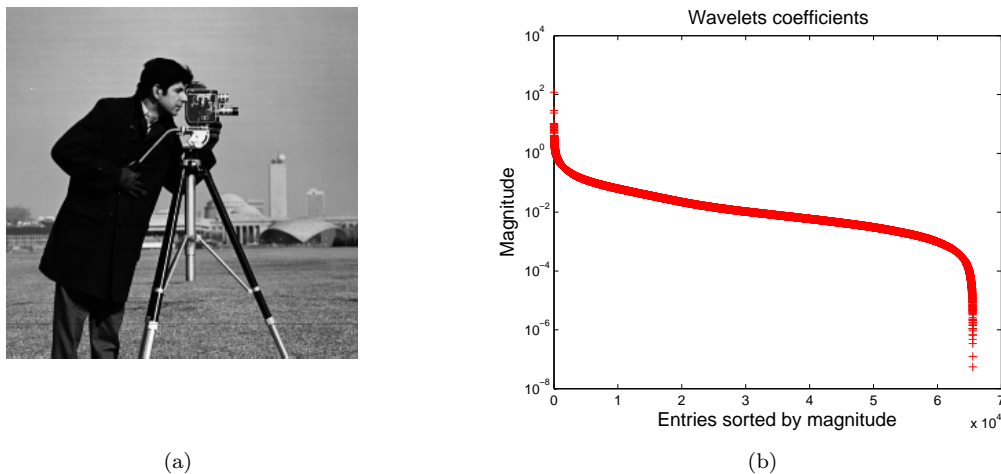 Wavelets coefficients
10^4
10^2
10^0
10^−2
10^−4
10^−6
10^−8
Magnitude
0
1
2
3
4
5
6
7
x 10^4
Entries sorted by magnitude
(a)
(b)